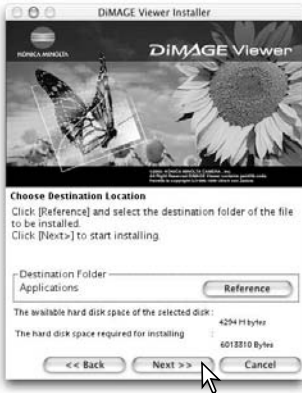 DiMAGE Viewer Installer
KONICA MINOLTA
DiMAGE Viewer
Choose Destination Location
Click [Reference] and select the destination folder of the file
to be installed.
Click [Next>] to start installing.
Destination Folder
Applications
Reference
The available hard disk space of the selected disk :
4294 M bytes
The hard disk space required for installing :
6013310 Bytes
<< Back
Next >>
Cancel